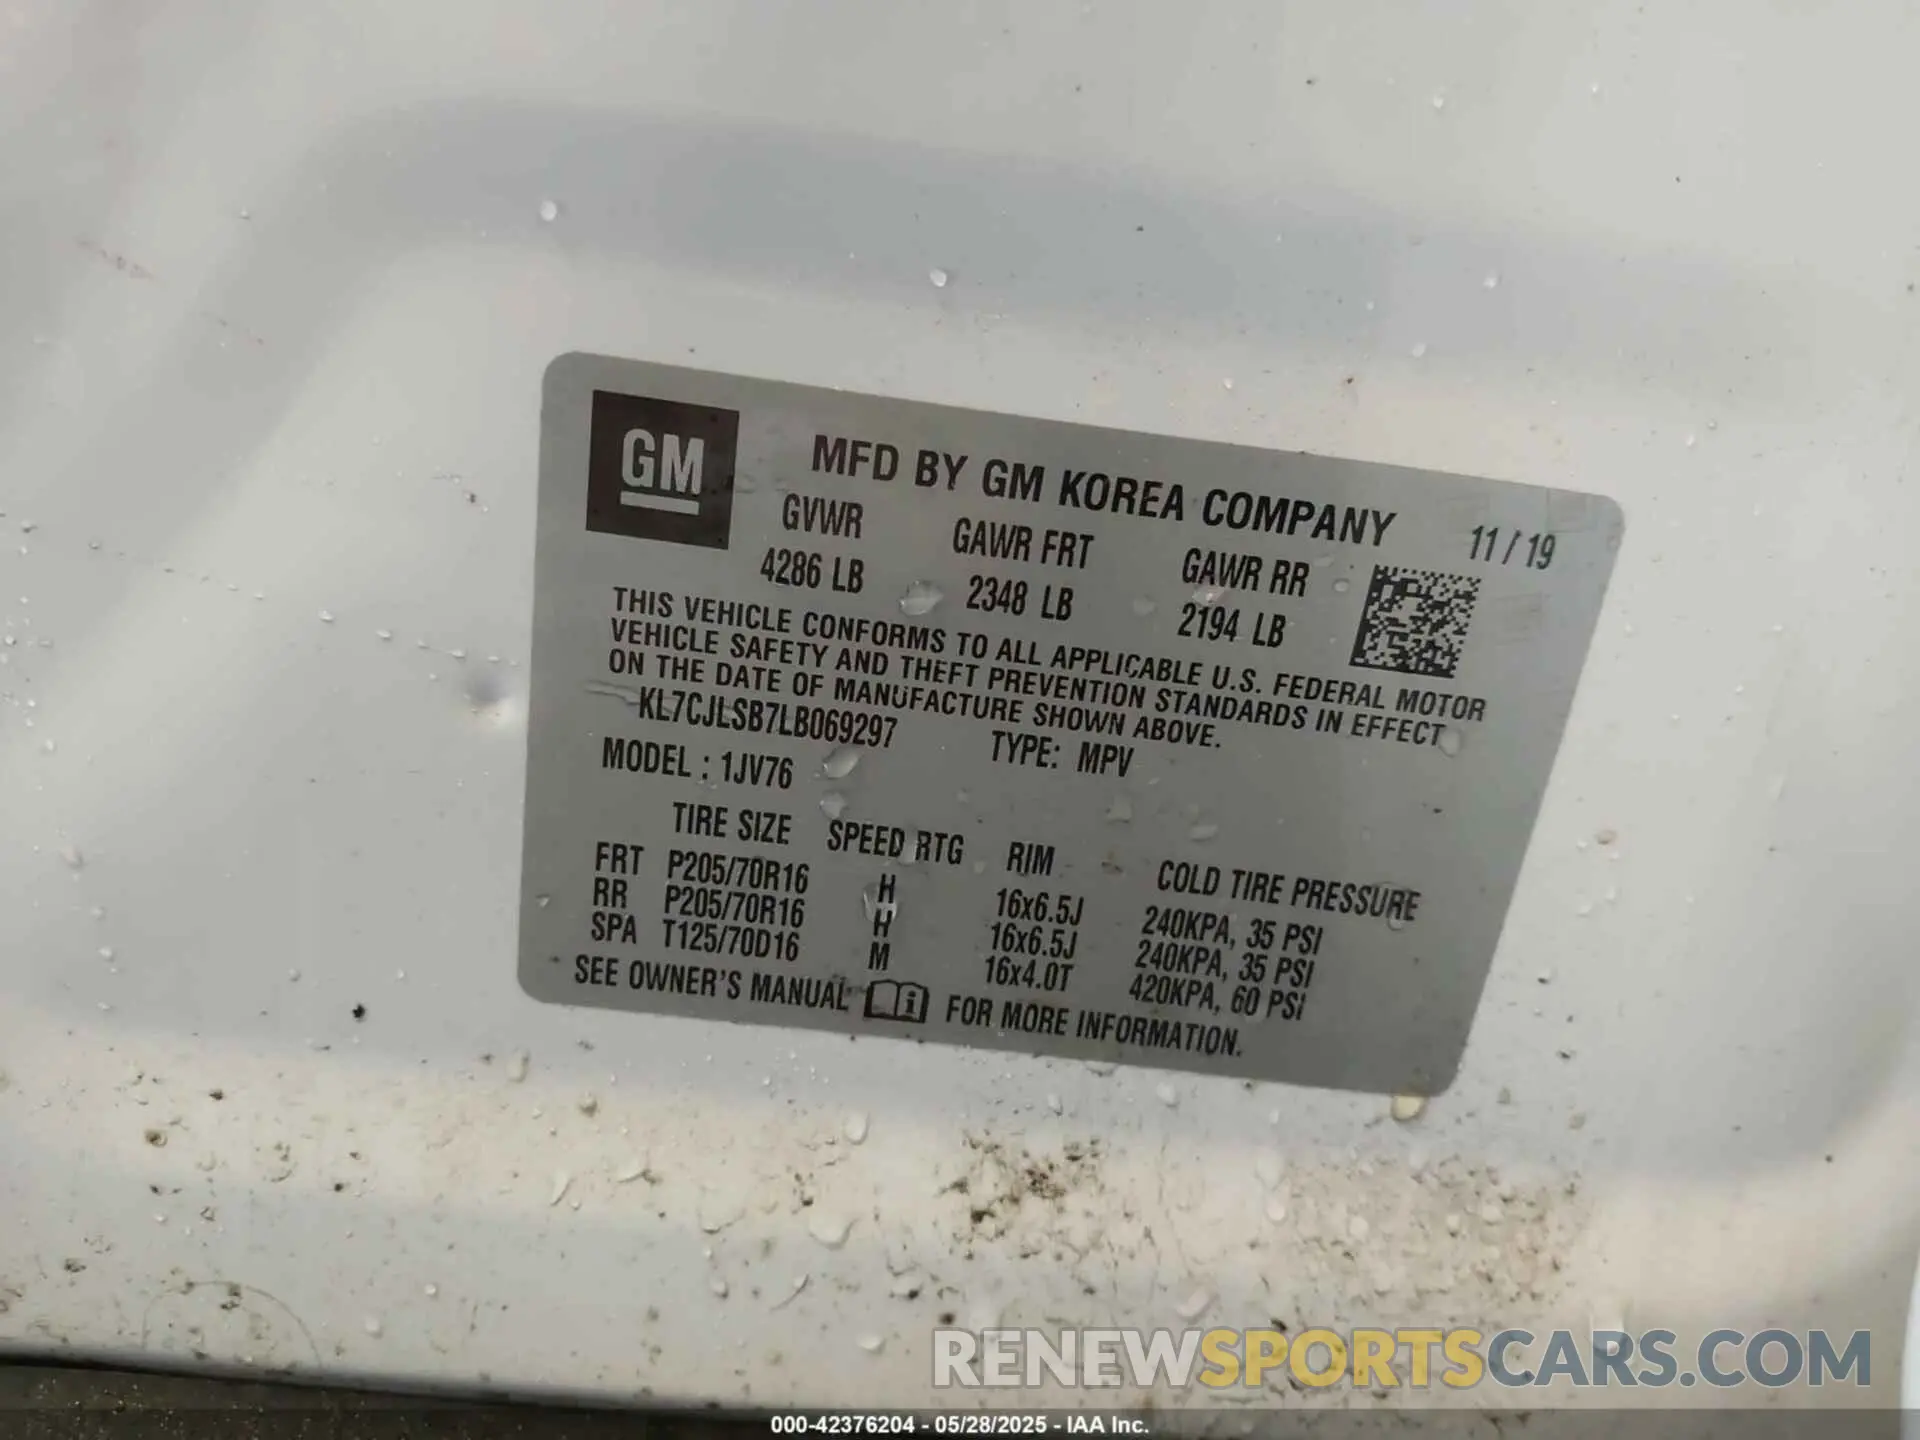 GM
MFD BY GM KOREA COMPANY 11 / 19
GVWR GAWR FRT GAWR RR
4286 LB 2348 LB 2194 LB
THIS VEHICLE CONFORMS TO ALL APPLICABLE U.S. FEDERAL MOTOR
VEHICLE SAFETY AND THEFT PREVENTION STANDARDS IN EFFECT
ON THE DATE OF MANUFACTURE SHOWN ABOVE.
KL7CJLSB7LB069297 TYPE: MPV
MODEL : 1JV76
TIRE SIZE SPEED RTG RIM COLD TIRE PRESSURE
FRT P205/70R16 H 16x6.5J 240KPA, 35 PSI
RR P205/70R16 H 16x6.5J 240KPA, 35 PSI
SPA T125/70D16 M 16x4.0T 420KPA, 60 PSI
SEE OWNER'S MANUAL i FOR MORE INFORMATION.
RENEWSPORTSCARS.COM
000-42376204 - 05/28/2025 - IAA Inc.